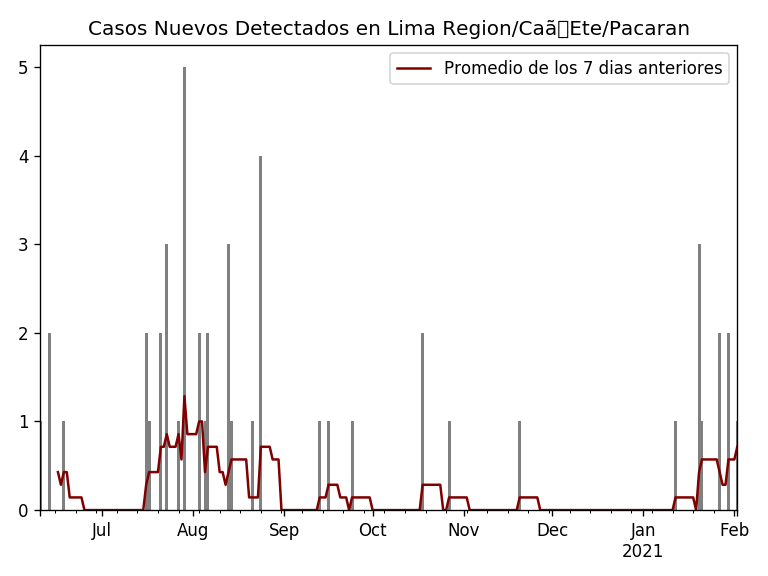 Casos Nuevos Detectados en Lima Region/Caã▯Ete/Pacaran
Promedio de los 7 dias anteriores
5
4
3
2
1
0
Jul Aug Sep Oct Nov Dec Jan Feb
2021